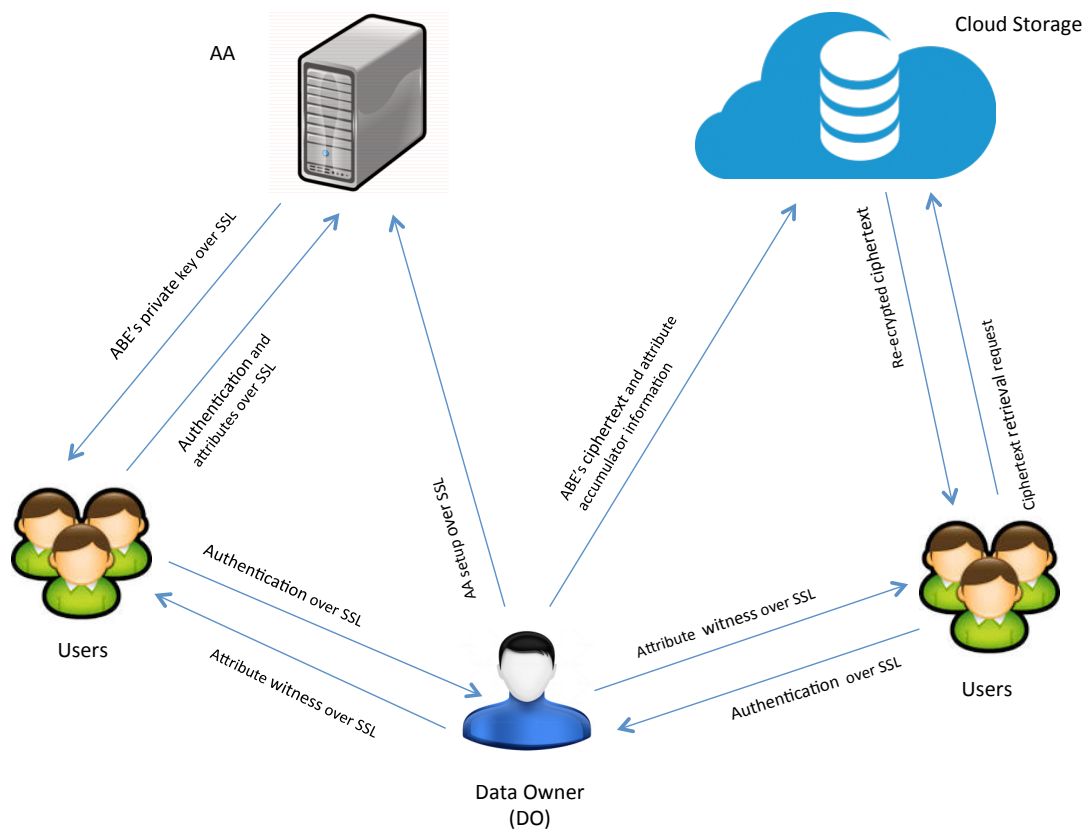 AA
Cloud Storage
ABE's private key over SSL
Authentication and
attributes over SSL
AA setup over SSL
ABE's ciphertext and attribute
accumulator information
Re-ecrypted ciphertext
Ciphertext retrieval request
Users
Authentication over SSL
Attribute witness over SSL
Attribute witness over SSL
Authentication over SSL
Users
Data Owner
(DO)